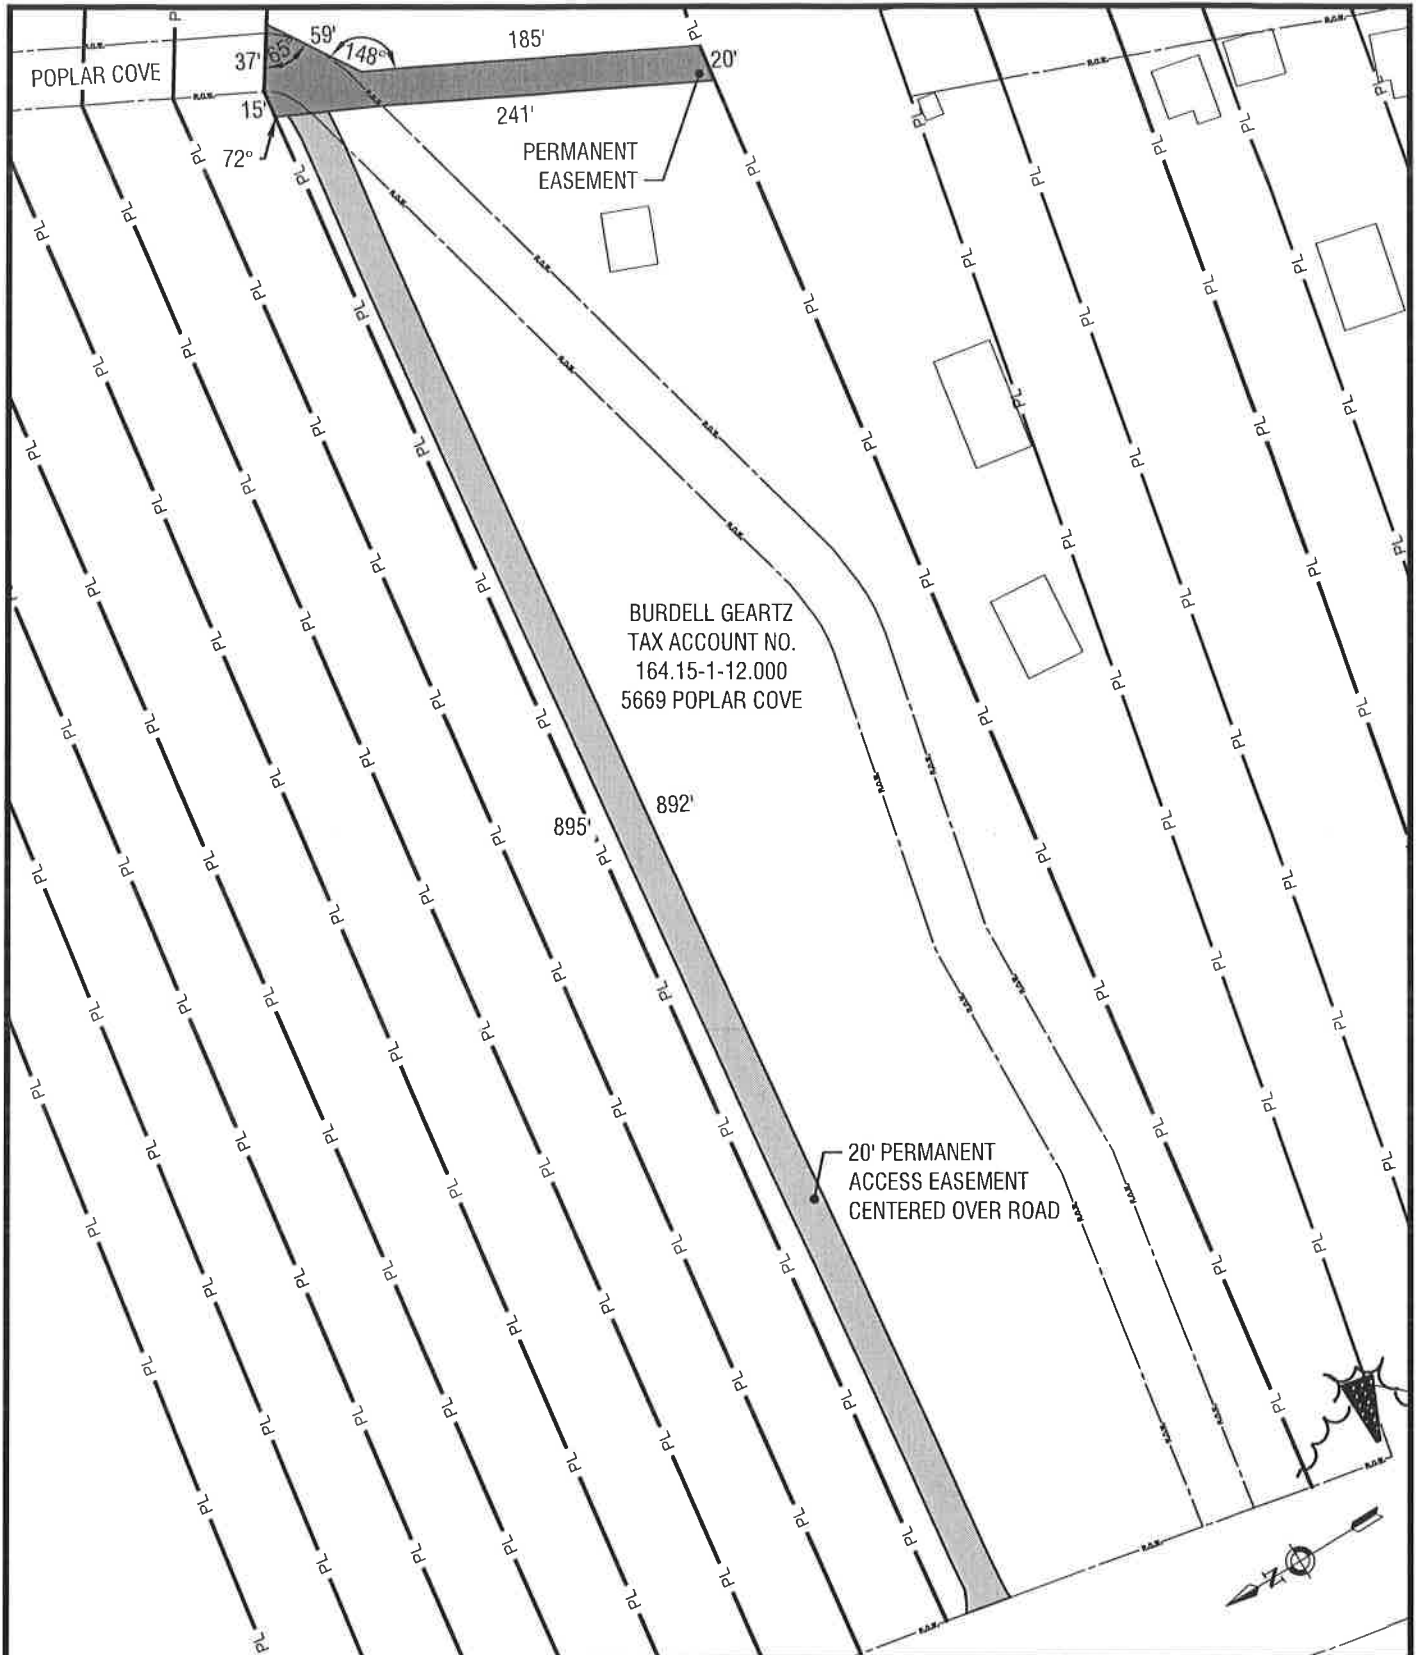 59'
185'
37'
65°
148°
20'
POPLAR COVE
15'
241'
72°
PERMANENT
EASEMENT
BURDELL GEARTZ
TAX ACCOUNT NO.
164.15-1-12.000
5669 POPLAR COVE
892'
895'
20' PERMANENT
ACCESS EASEMENT
CENTERED OVER ROAD
PL
R.O.W.
N